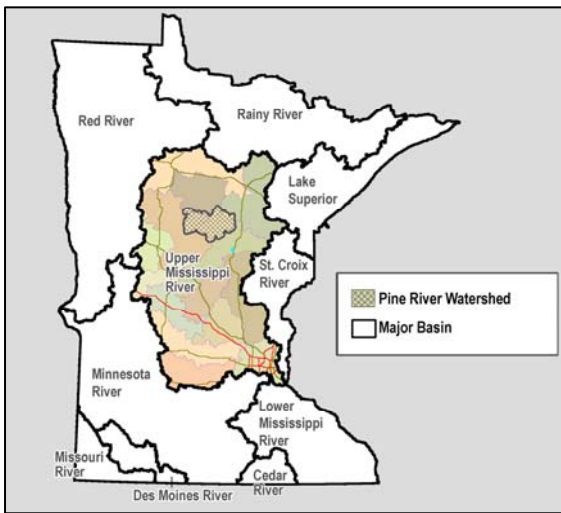 Red River
Rainy River
Lake
Superior
Upper
Mississippi
River
St. Croix
River
Pine River Watershed
Major Basin
Minnesota
River
Lower
Mississippi
River
Missouri
River
Cedar
River
Des Moines River